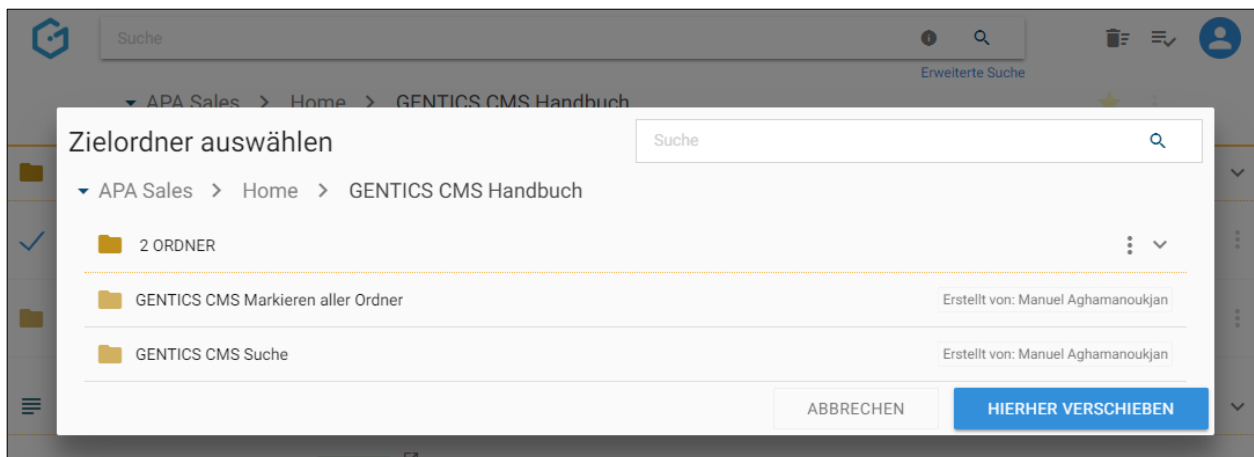 Suche
Erweiterte Suche
APA Sales > Home > GENTICS CMS Handbuch
Zielordner auswählen
Suche
APA Sales > Home > GENTICS CMS Handbuch
2 ORDNER
GENTICS CMS Markieren aller Ordner Erstellt von: Manuel Aghamanoukjan
GENTICS CMS Suche Erstellt von: Manuel Aghamanoukjan
ABBRECHEN HIERHER VERSCHIEBEN